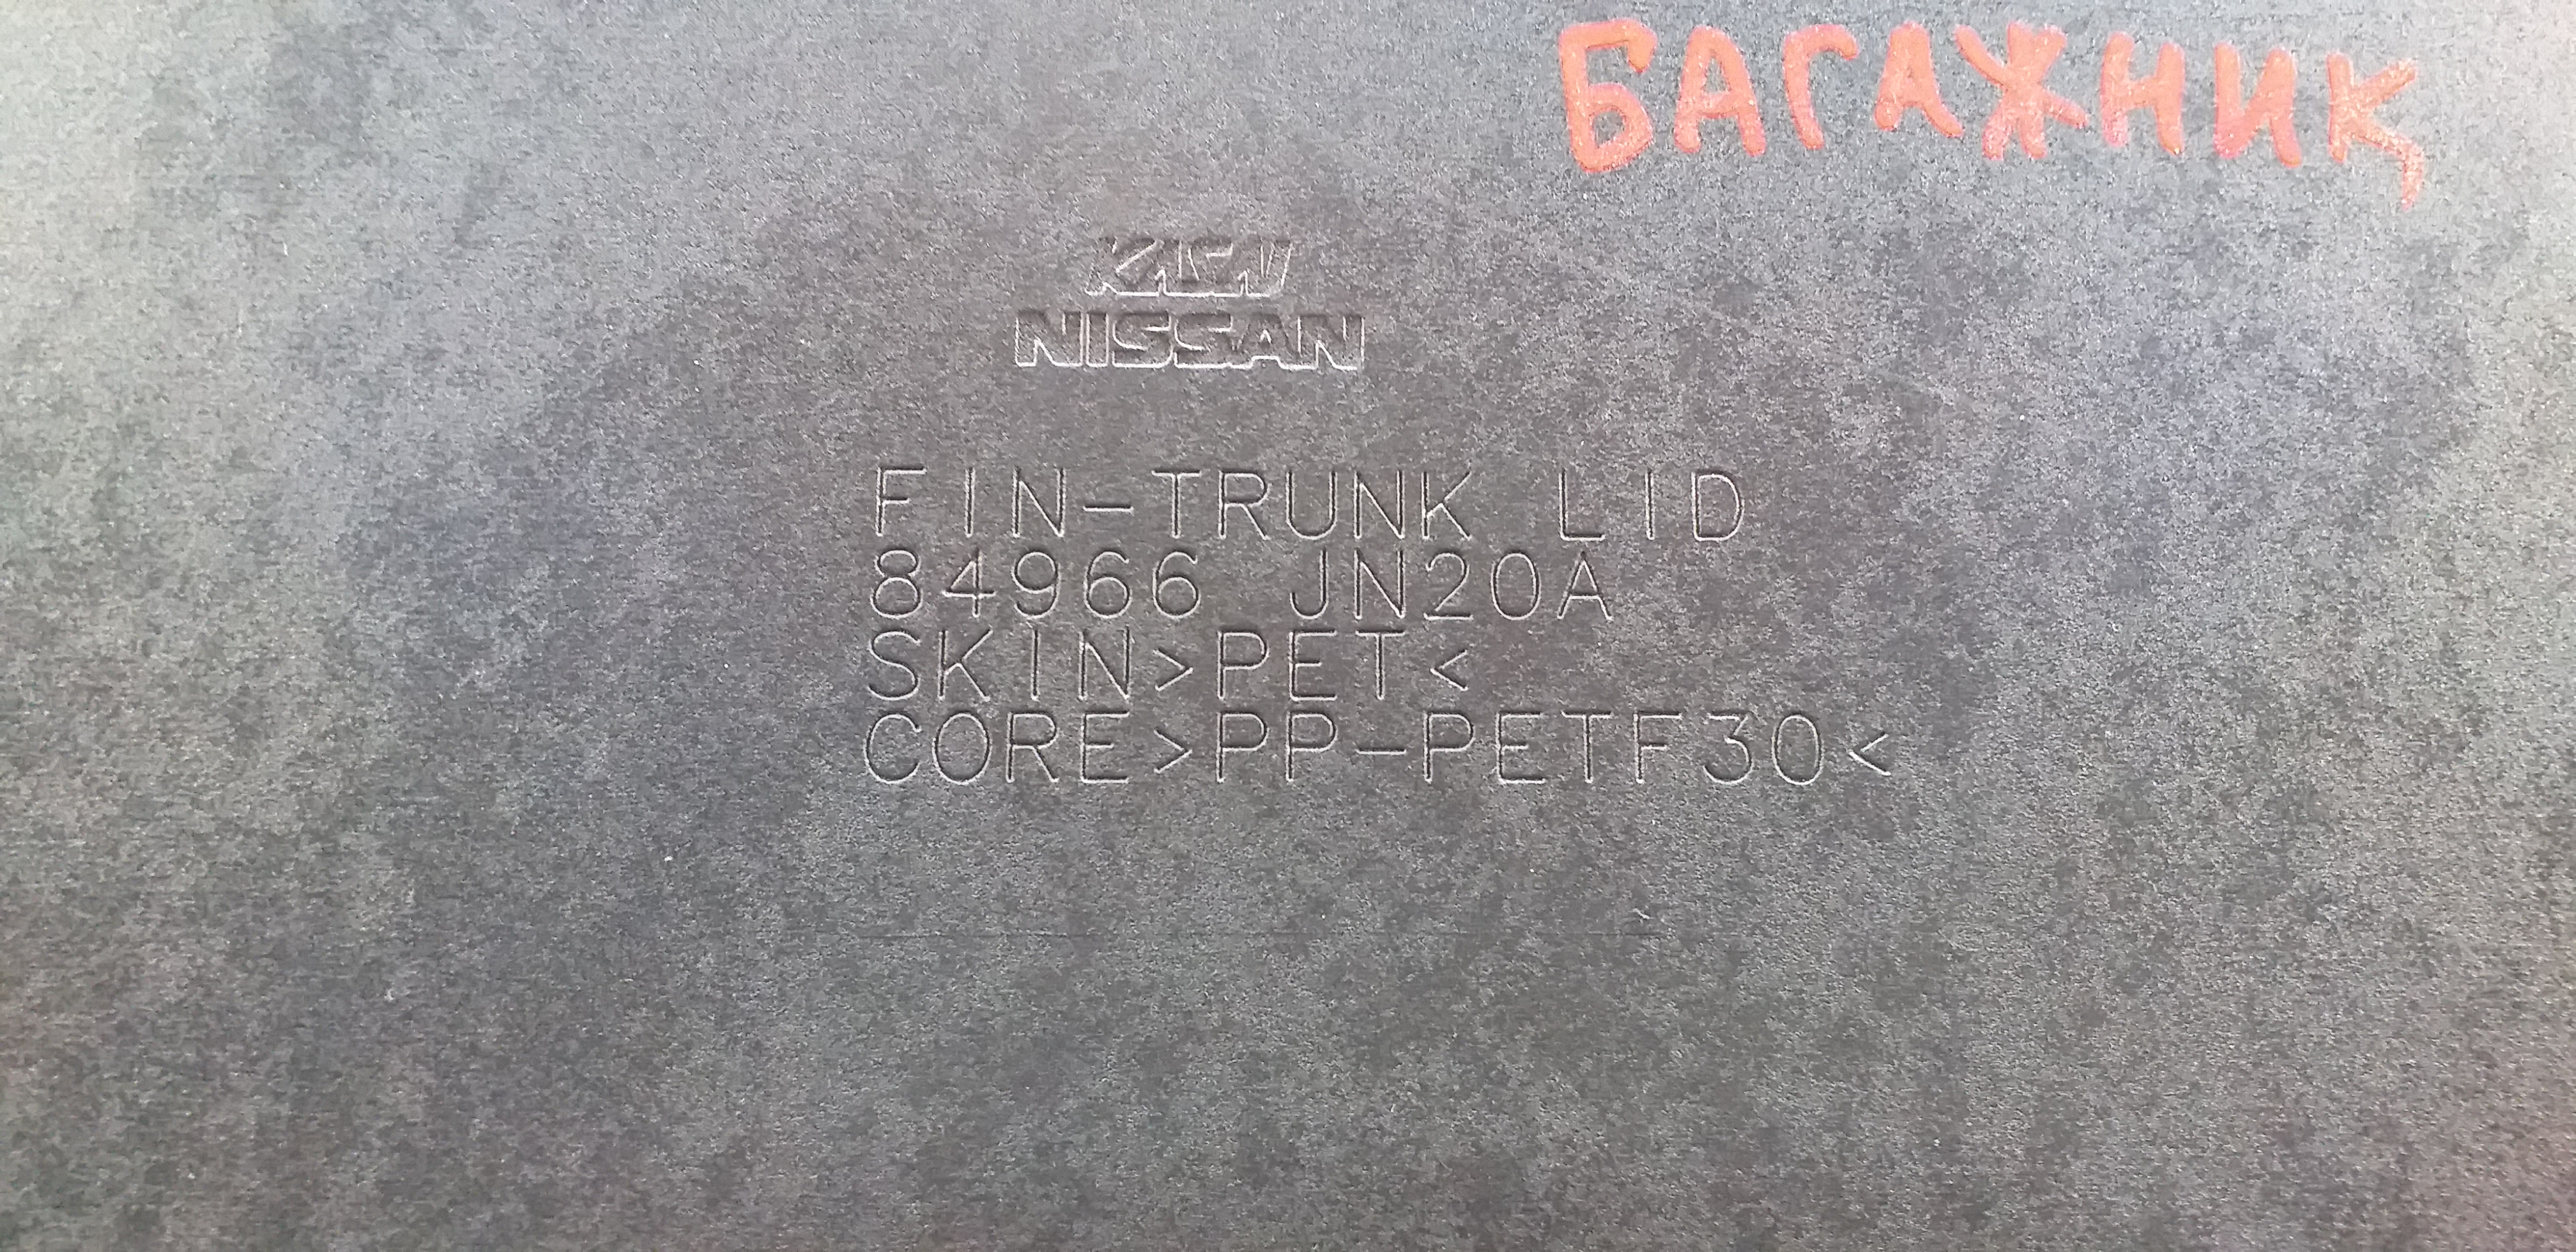 БАГАЖНИК
NISSAN
FIN-TRUNK LID
84966 JN20A
SKIN>PET<
CORE>PP-PETF30<